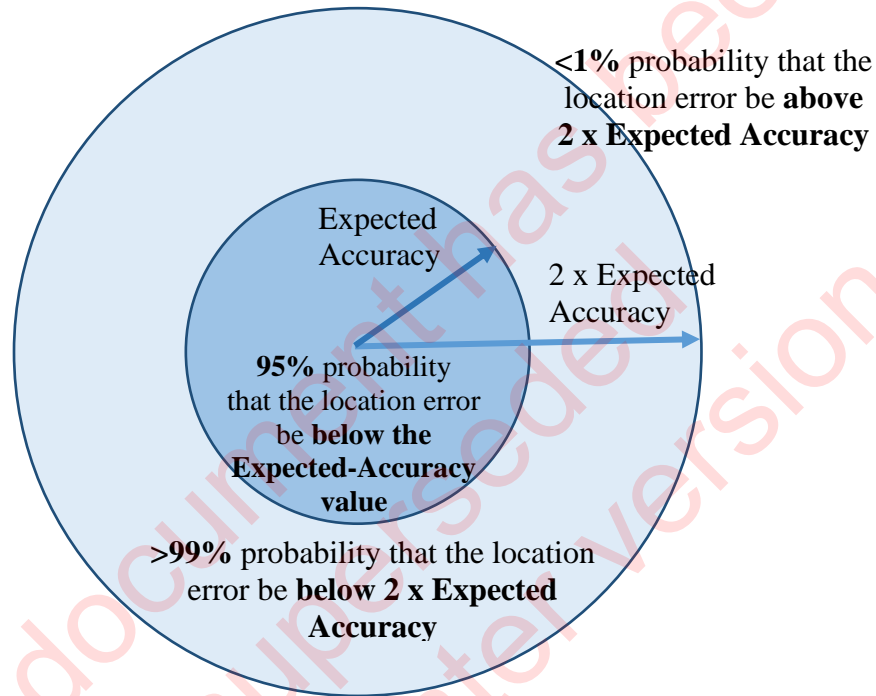 <1% probability that the
location error be above
2 x Expected Accuracy
Expected
Accuracy
2 x Expected
Accuracy
95% probability
that the location error
be below the
Expected-Accuracy
value
>99% probability that the location
error be below 2 x Expected
Accuracy
document has
superseded
version